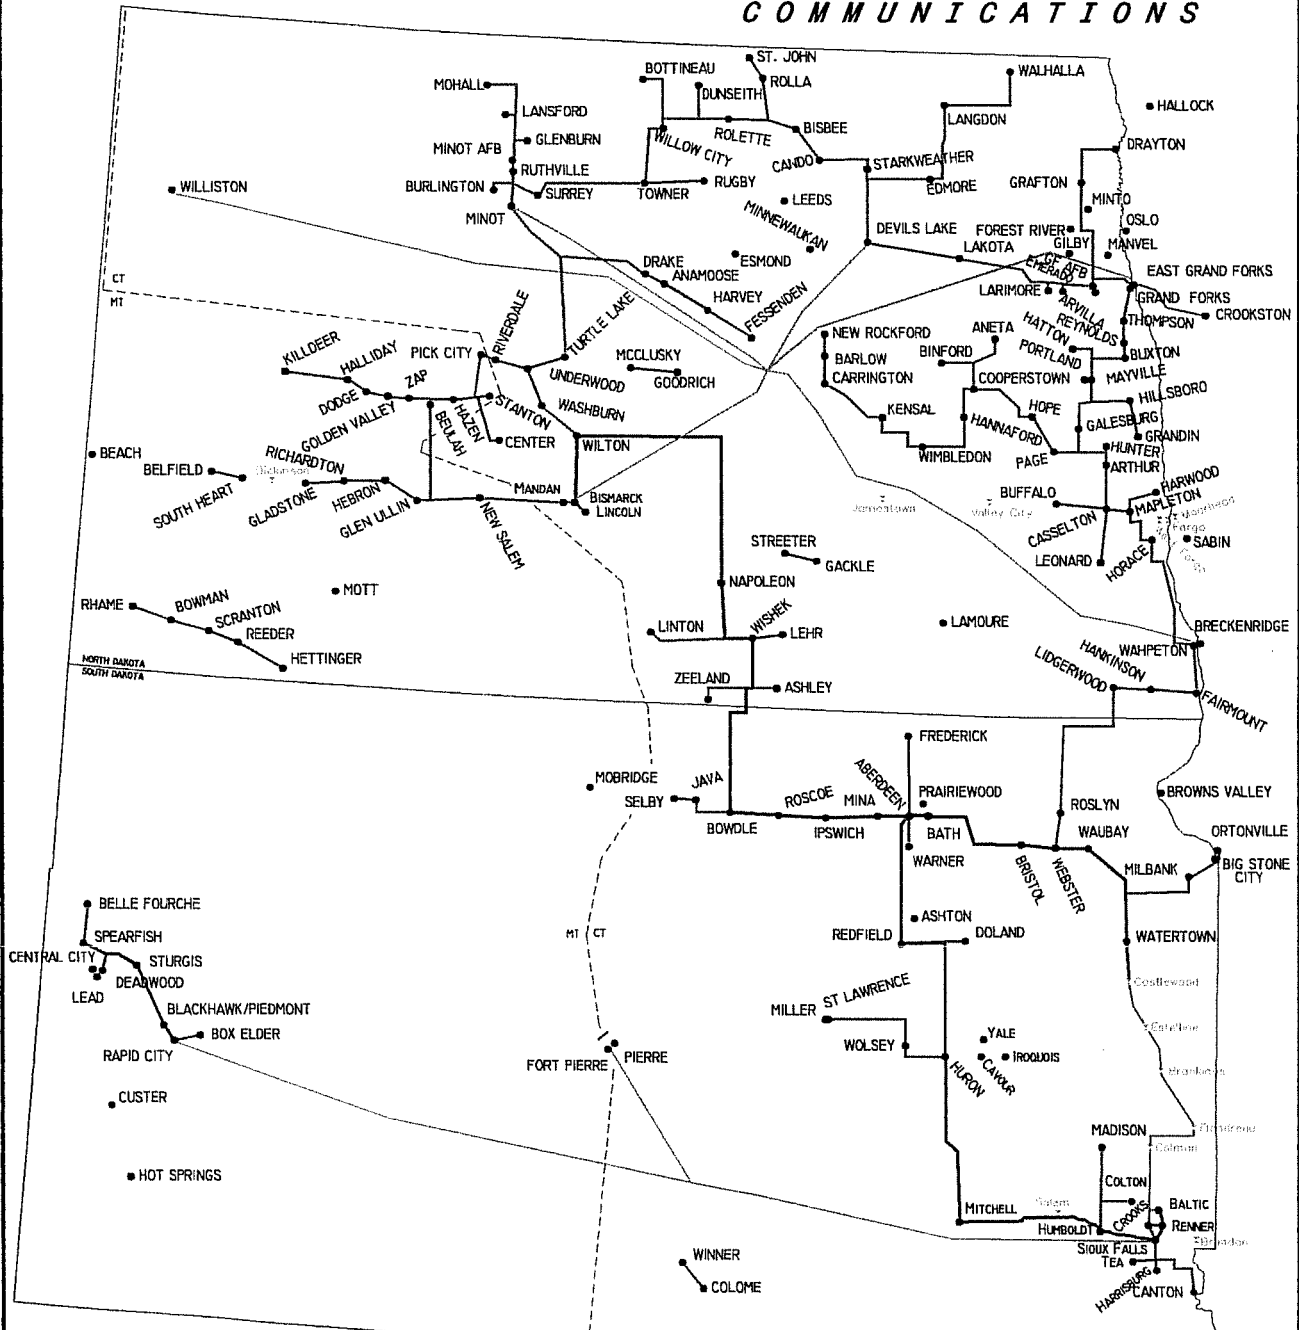 COMMUNICATIONS
ST. JOHN
BOTTINEAU
WALHALLA
MOHALL
ROLLA
DUNSEITH
HALLOCK
LANSFORD
LANGDON
BISBEE
ROLETTE
GLENBURN
WILLOW CITY
DRAYTON
MINOT AFB
CANDO
STARKWEATHER
RUTHVILLE
RUGBY
EDMORE
GRAFTON
WILLISTON
BURLINGTON
SURREY
TOWNER
LEEDS
MINTO
MINOT
MINNEWAUKAN
OSLO
DEVILS LAKE
FOREST RIVER
GILBY
MANVEL
LAKOTA
ESMOND
DRAKE
GF AFB
EMERADO
EAST GRAND FORKS
CT
ANAMOOSE
LARIMORE
ARVILLA
GRAND FORKS
MT
HARVEY
REYNOLDS
CROOKSTON
FESSENDEN
THOMPSON
RIVERDALE
TURTLE LAKE
NEW ROCKFORD
ANETA
HATTON
KILLDEER
PICK CITY
MCCLUSKY
BARLOW
BINFORD
PORTLAND
BUXTON
HALLIDAY
ZAP
UNDERWOOD
GOODRICH
CARRINGTON
COOPERSTOWN
MAYVILLE
DODGE
HILLSBORO
GOLDEN VALLEY
BEULAH
HAZEN
STANTON
WASHBURN
KENSAL
HOPE
HANNAFORD
GALESBURG
GRANDIN
CENTER
WILTON
WIMBLEDON
PAGE
HUNTER
BEACH
ARTHUR
BELFIELD
RICHARDTON
Dickinson
HARWOOD
SOUTH HEART
GLADSTONE
HEBRON
GLEN ULLIN
MANDAN
BISMARCK
LINCOLN
BUFFALO
MAPLETON
Moorhead
Jamestown
Valley City
CASSELTON
Fargo
NEW SALEM
STREETER
HORACE
SABIN
GACKLE
LEONARD
NAPOLEON
MOTT
RHAME
BOWMAN
SCRANTON
WISHEK
LAMOURE
REEDER
LINTON
LEHR
BRECKENRIDGE
HETTINGER
WAHPETON
NORTH DAKOTA
SOUTH DAKOTA
LIDGERWOOD
HANKINSON
ZEELAND
ASHLEY
FAIRMOUNT
FREDERICK
MOBRIDGE
JAVA
ABERDEEN
PRAIRIEWOOD
BROWNS VALLEY
SELBY
ROSCOE
MINA
ROSLYN
BOWDLE
IPSWICH
BATH
WAUBAY
ORTONVILLE
WARNER
BRISTOL
WEBSTER
MILBANK
BIG STONE
CITY
BELLE FOURCHE
ASHTON
REDFIELD
DOLAND
WATERTOWN
SPEARFISH
MT CT
CENTRAL CITY
STURGIS
DEADWOOD
Castlewood
LEAD
BLACKHAWK/PIEDMONT
MILLER
ST LAWRENCE
Estelline
BOX ELDER
YALE
RAPID CITY
WOLSEY
FORT PIERRE
PIERRE
HURON
CAVOUR
IROQUOIS
Brookings
CUSTER
MADISON
Flandreau
Colman
HOT SPRINGS
COLTON
MITCHELL
Salem
CROOKS
BALTIC
HUMBOLDT
RENNER
Brandon
SIOUX FALLS
WINNER
TEA
COLOME
HARRISBURG
CANTON